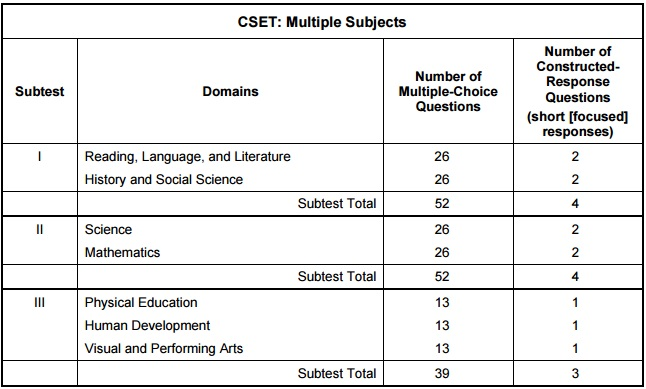 CSET: Multiple Subjects
Subtest
Domains
Number of
Multiple-Choice
Questions
Number of
Constructed-
Response
Questions
(short [focused]
responses)
I Reading, Language, and Literature 26 2
History and Social Science 26 2
Subtest Total 52 4
II Science 26 2
Mathematics 26 2
Subtest Total 52 4
III Physical Education 13 1
Human Development 13 1
Visual and Performing Arts 13 1
Subtest Total 39 3